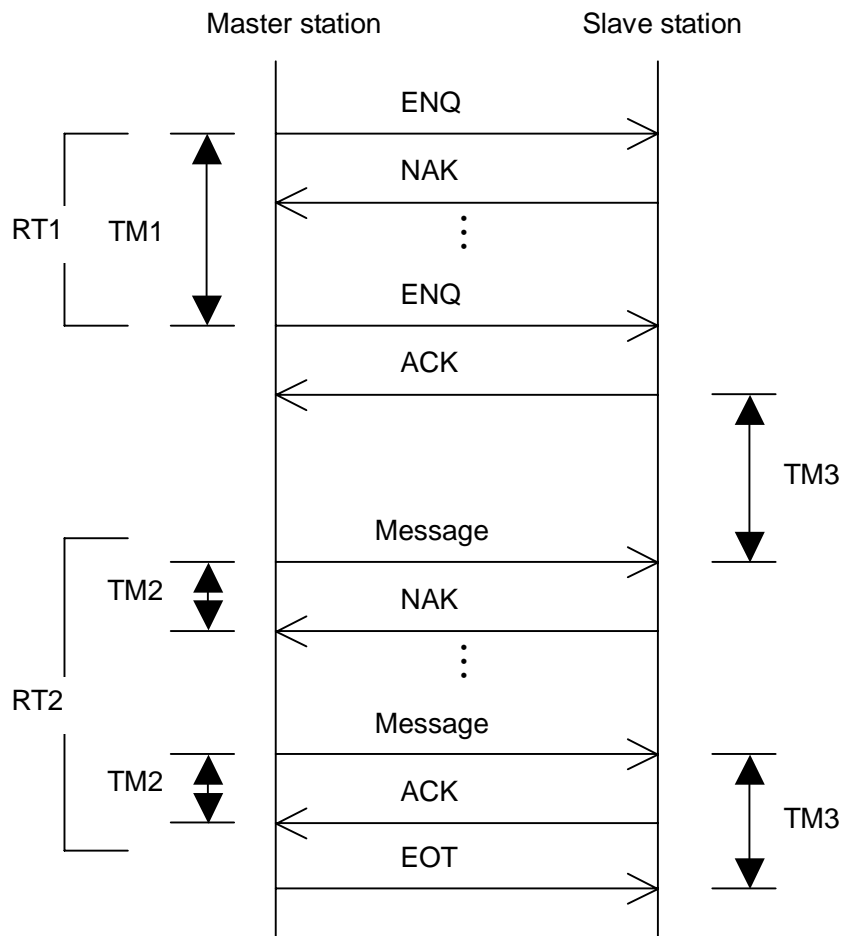 Master station Slave station
ENQ
NAK
RT1 TM1
⋮
ENQ
ACK
TM3
Message
TM2
NAK
⋮
RT2
Message
TM2
ACK
TM3
EOT